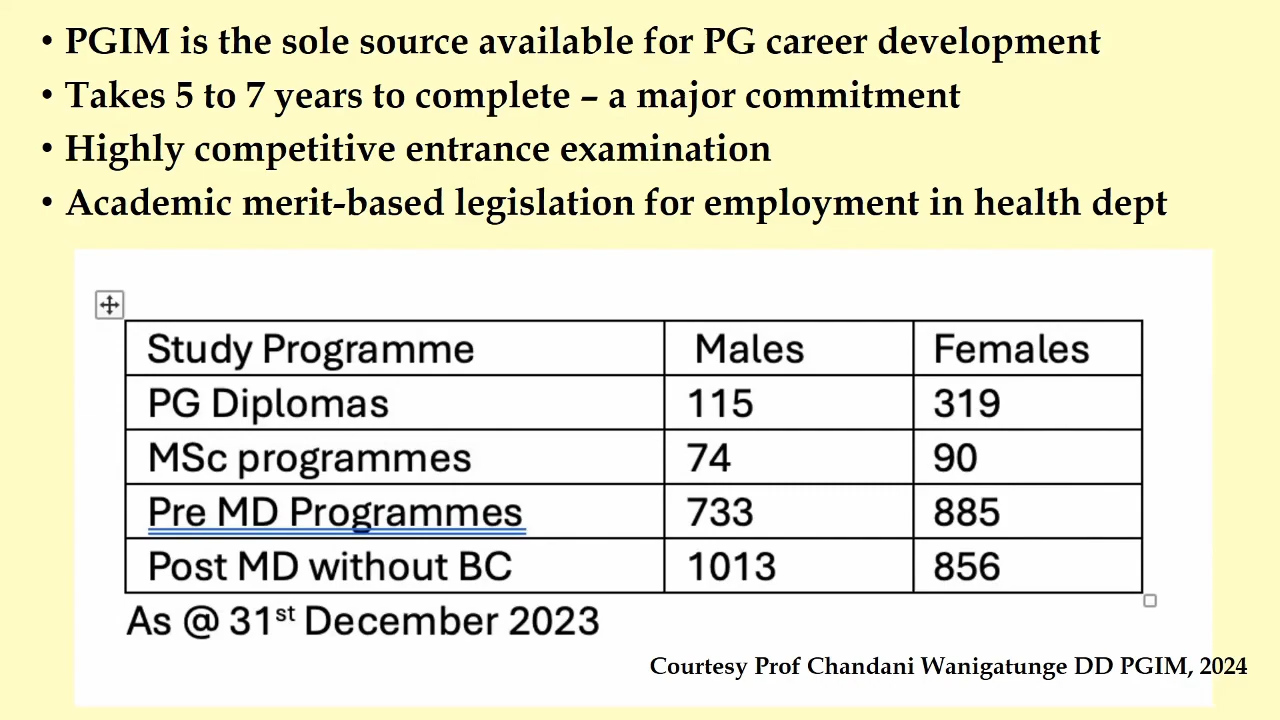 • PGIM is the sole source available for PG career development
• Takes 5 to 7 years to complete – a major commitment
• Highly competitive entrance examination
• Academic merit-based legislation for employment in health dept
Study Programme Males Females
PG Diplomas 115 319
MSc programmes 74 90
Pre MD Programmes 733 885
Post MD without BC 1013 856
As @ 31st December 2023
Courtesy Prof Chandani Wanigatunge DD PGIM, 2024